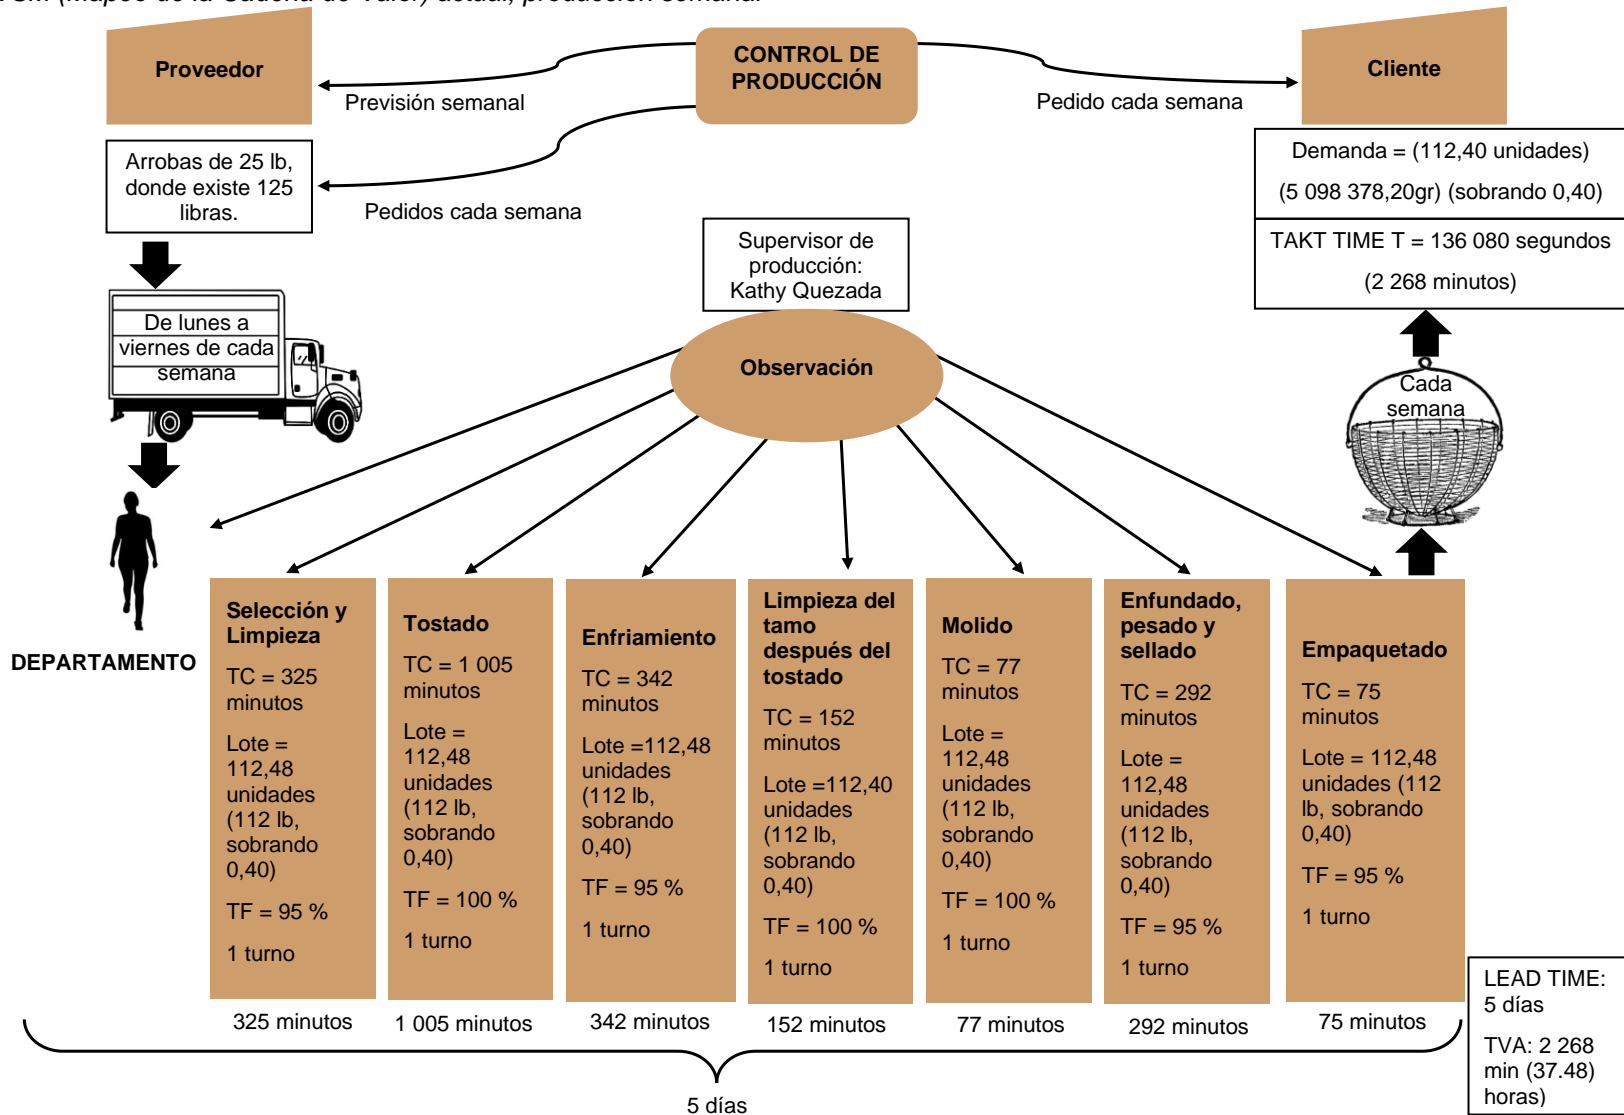 VSM (Mapeo de la Cadena de Valor) actual, producción semanal
Proveedor
CONTROL DE
PRODUCCIÓN
Cliente
Previsión semanal
Pedido cada semana
Arrobas de 25 lb,
donde existe 125
libras.
Pedidos cada semana
Demanda = (112,40 unidades)
(5 098 378,20gr) (sobrando 0,40)
TAKT TIME T = 136 080 segundos
(2 268 minutos)
Supervisor de
producción:
Kathy Quezada
De lunes a
viernes de cada
semana
Observación
Cada
semana
DEPARTAMENTO
Selección y
Limpieza
TC = 325
minutos
Lote =
112,48
unidades
(112 lb,
sobrando
0,40)
TF = 95 %
1 turno
Tostado
TC = 1 005
minutos
Lote =
112,48
unidades
(112 lb,
sobrando
0,40)
TF = 100 %
1 turno
Enfriamiento
TC = 342
minutos
Lote =112,48
unidades
(112 lb,
sobrando
0,40)
TF = 95 %
1 turno
Limpieza del
tamo
después del
tostado
TC = 152
minutos
Lote =112,40
unidades
(112 lb,
sobrando
0,40)
TF = 100 %
1 turno
Molido
TC = 77
minutos
Lote =
112,48
unidades
(112 lb,
sobrando
0,40)
TF = 100 %
1 turno
Enfundado,
pesado y
sellado
TC = 292
minutos
Lote =
112,48
unidades
(112 lb,
sobrando
0,40)
TF = 95 %
1 turno
Empaquetado
TC = 75
minutos
Lote = 112,48
unidades (112
lb, sobrando
0,40)
TF = 95 %
1 turno
325 minutos
1 005 minutos
342 minutos
152 minutos
77 minutos
292 minutos
75 minutos
LEAD TIME:
5 días
TVA: 2 268
min (37.48)
horas)
5 días